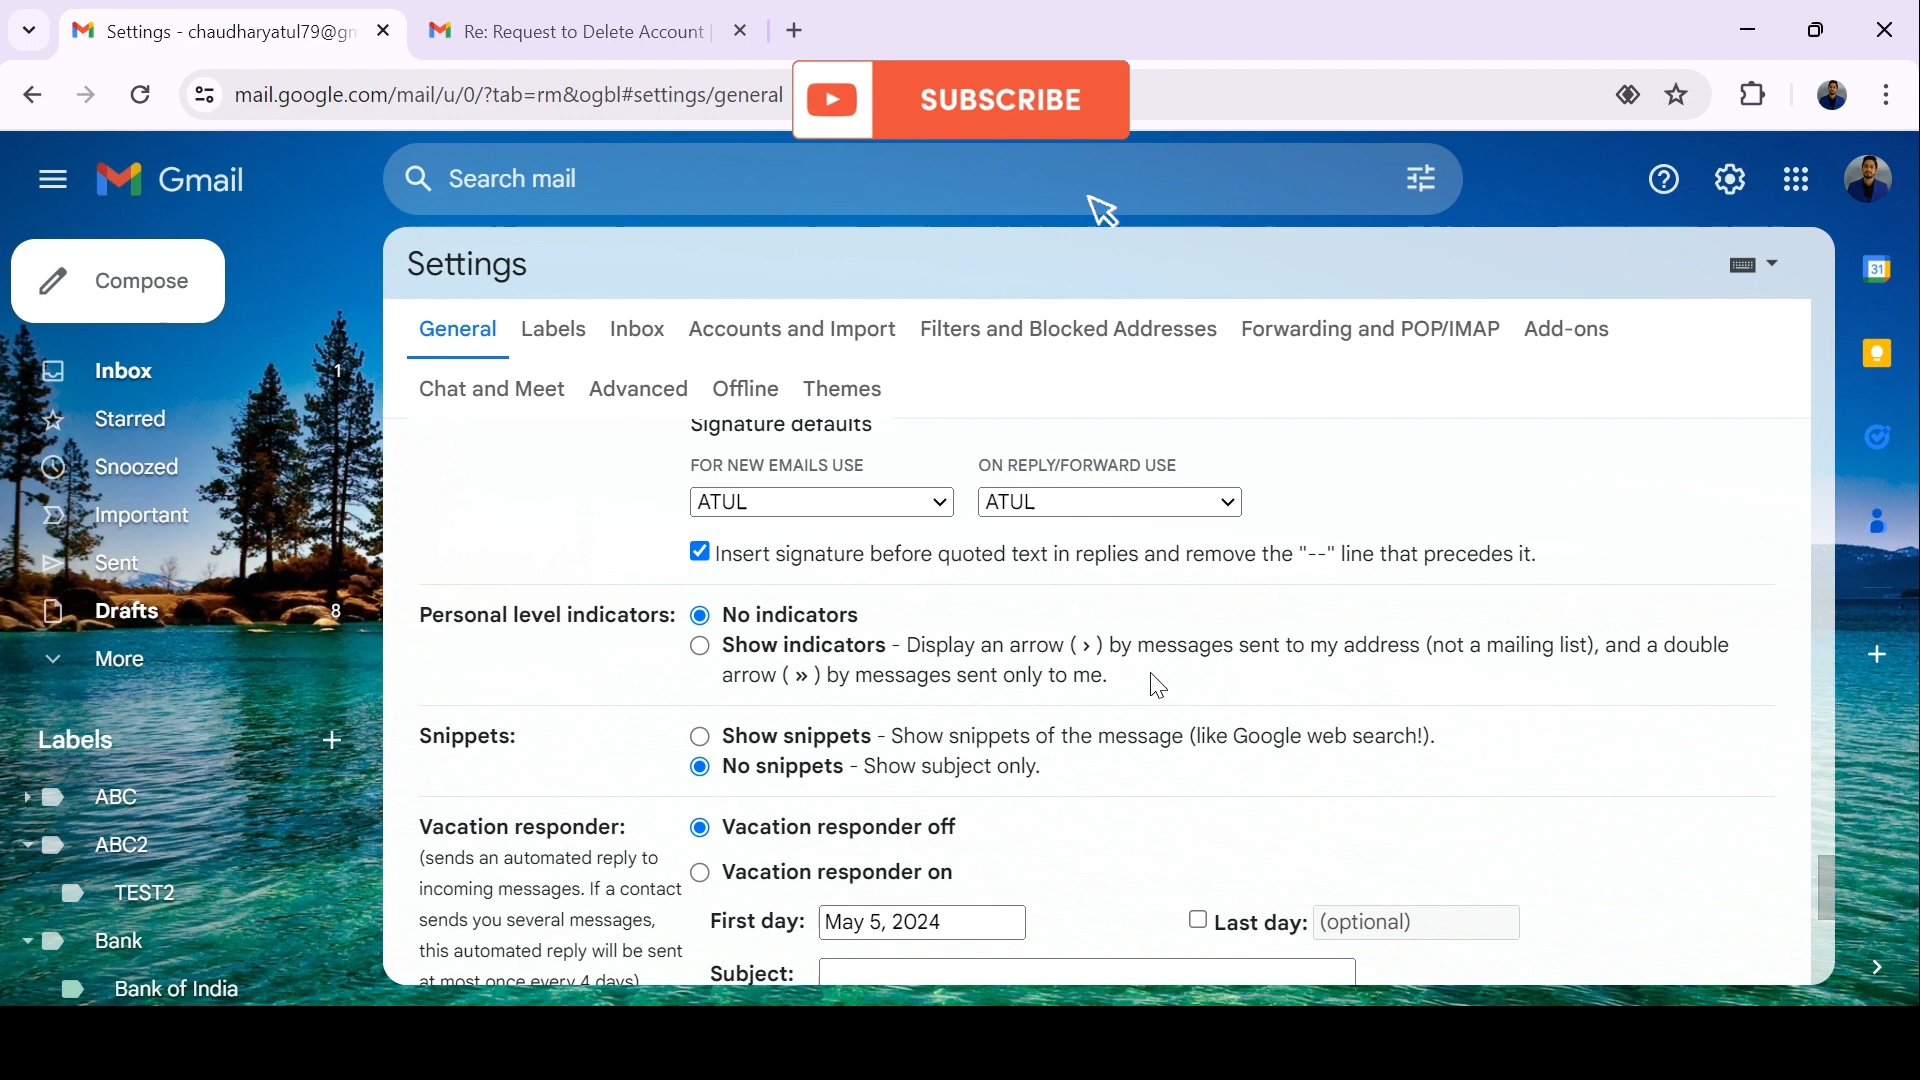 Settings - chaudharyatul79@gm
Re: Request to Delete Account
mail.google.com/mail/u/0/?tab=rm&ogbl#settings/general
SUBSCRIBE
Gmail
Search mail
Compose
Inbox 1
Starred
Snoozed
Important
Sent
Drafts 8
More
Labels
ABC
ABC2
TEST2
Bank
Bank of India
Settings
General Labels Inbox Accounts and Import Filters and Blocked Addresses Forwarding and POP/IMAP Add-ons
Chat and Meet Advanced Offline Themes
Signature defaults
FOR NEW EMAILS USE ON REPLY/FORWARD USE
ATUL ATUL
Insert signature before quoted text in replies and remove the "--" line that precedes it.
Personal level indicators: No indicators
Show indicators - Display an arrow ( › ) by messages sent to my address (not a mailing list), and a double
arrow ( » ) by messages sent only to me.
Snippets: Show snippets - Show snippets of the message (like Google web search!).
No snippets - Show subject only.
Vacation responder: Vacation responder off
(sends an automated reply to
incoming messages. If a contact
sends you several messages,
this automated reply will be sent
at most once every 4 days)
Vacation responder on
First day: May 5, 2024 Last day: (optional)
Subject:
31